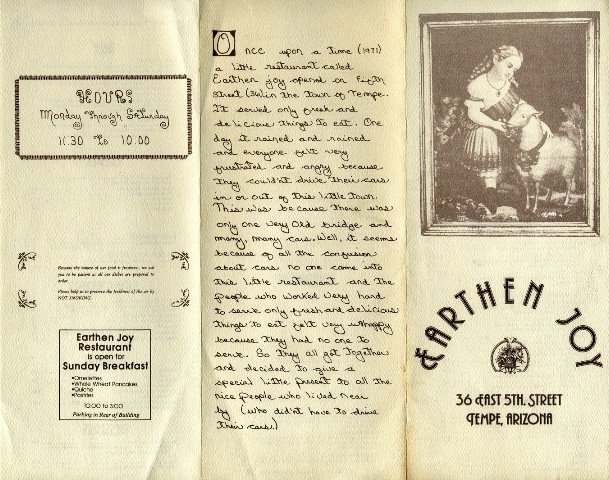 HOURS
Monday Through Saturday
11.30 To 10.00
Because the nature of our food is freshness, we ask
you to be patient as all our dishes are prepared to
order.
Please help us to preserve the freshness of the air by
NOT SMOKING.
Earthen Joy
Restaurant
is open for
Sunday Breakfast
•Omelettes
•Whole Wheat Pancakes
•Quiche
•Pastries
10:00 to 3:00
Parking in Rear of Building
Once upon a time (1971)
a little restaurant called
Earthen Joy opened on Fifth
Street (36) in the town of Tempe.
It served only fresh and
delicious things to eat. One
day it rained and rained
and everyone felt very
frustrated and angry because
they couldn't drive their cars
in or out of this little town.
This was because there was
only one very old bridge and
many, many cars. Well, it seems
because of all the confusion
about cars no one came into
this little restaurant and the
people who worked very hard
to serve only fresh and delicious
things to eat felt very unhappy
because they had no one to
serve. So they all got together
and decided to give a
special little present to all the
nice people who lived near
by (who didn't have to drive
their cars.)
EARTHEN JOY
36 EAST 5TH. STREET
TEMPE, ARIZONA